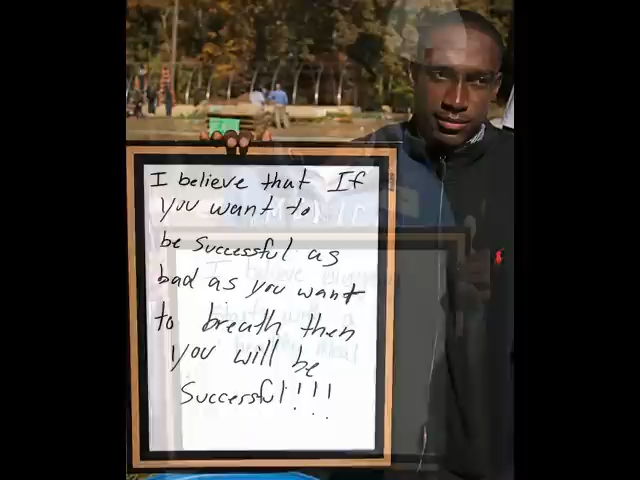 I believe that If
you want to
be successful as
bad as you want
to breath then
you will be
Successful!!!